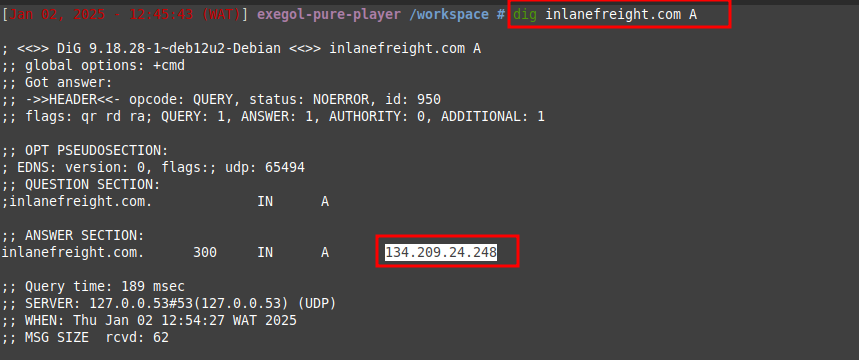 [Jan 02, 2025 - 12:45:43 (WAT)] exegol-pure-player /workspace # dig inlanefreight.com A
; <<>> DiG 9.18.28-1~deb12u2-Debian <<>> inlanefreight.com A
;; global options: +cmd
;; Got answer:
;; ->>HEADER<<- opcode: QUERY, status: NOERROR, id: 950
;; flags: qr rd ra; QUERY: 1, ANSWER: 1, AUTHORITY: 0, ADDITIONAL: 1
;; OPT PSEUDOSECTION:
; EDNS: version: 0, flags:; udp: 65494
;; QUESTION SECTION:
;inlanefreight.com. IN A
;; ANSWER SECTION:
inlanefreight.com. 300 IN A 134.209.24.248
;; Query time: 189 msec
;; SERVER: 127.0.0.53#53(127.0.0.53) (UDP)
;; WHEN: Thu Jan 02 12:54:27 WAT 2025
;; MSG SIZE rcvd: 62